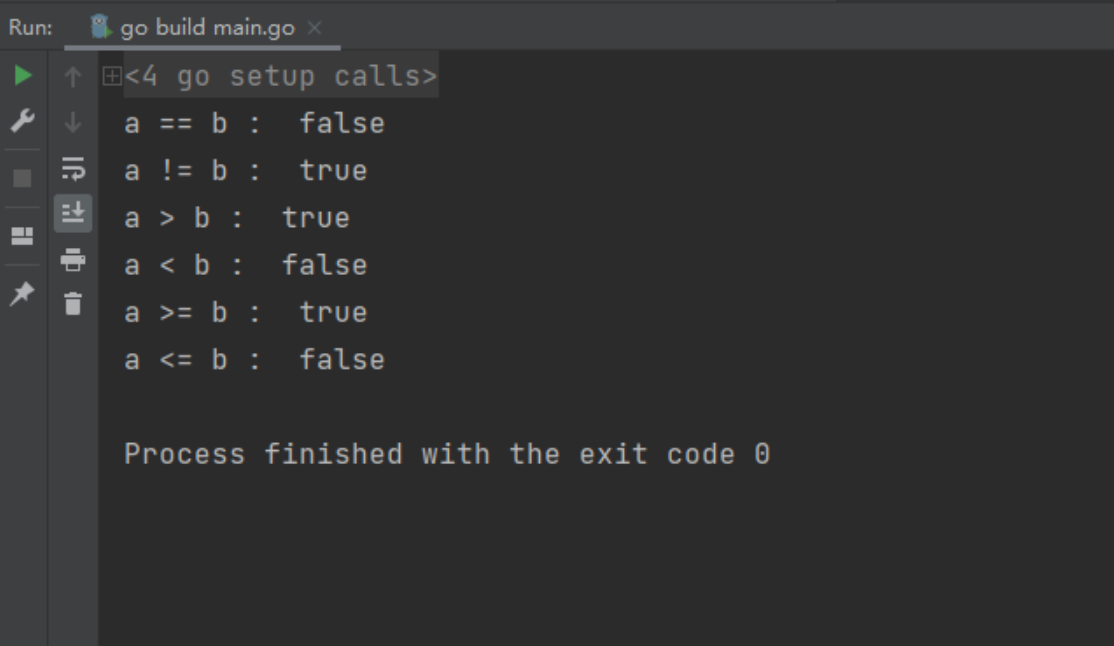 Run: go build main.go
<4 go setup calls>
a == b :  false
a != b :  true
a > b :  true
a < b :  false
a >= b :  true
a <= b :  false
Process finished with the exit code 0